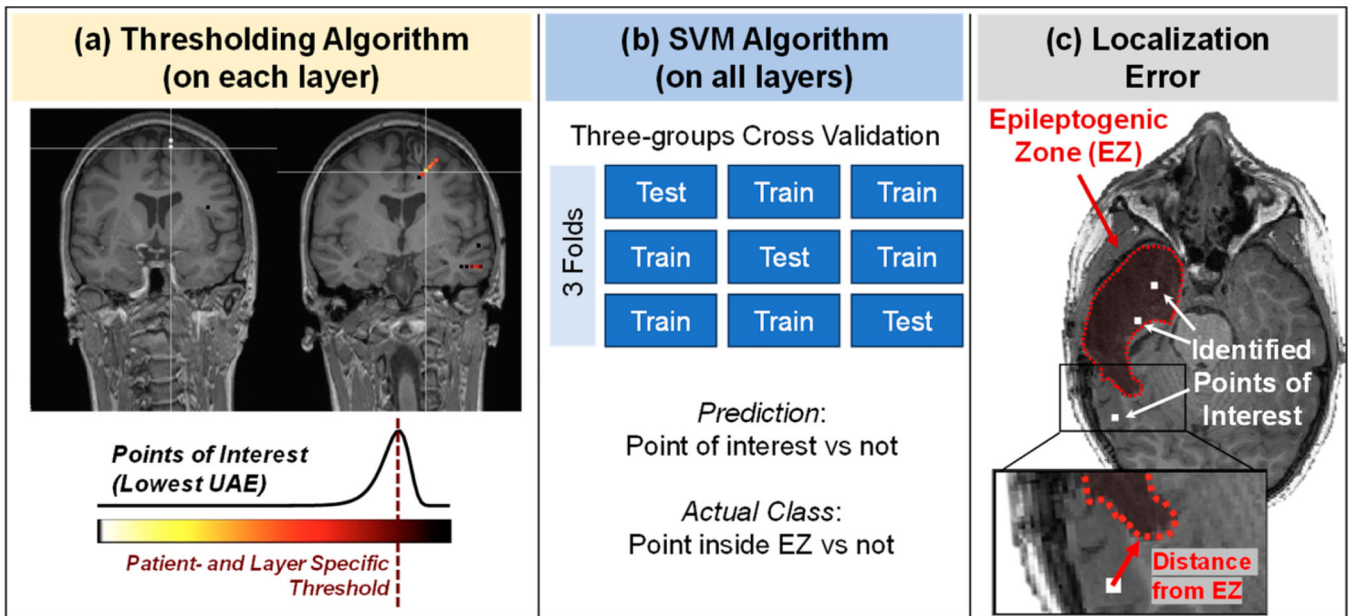 (a) Thresholding Algorithm
(on each layer)
Points of Interest
(Lowest UAE)
Patient- and Layer Specific
Threshold
(b) SVM Algorithm
(on all layers)
Three-groups Cross Validation
3 Folds
Test Train Train
Train Test Train
Train Train Test
Prediction:
Point of interest vs not
Actual Class:
Point inside EZ vs not
(c) Localization
Error
Epileptogenic
Zone (EZ)
Identified
Points of
Interest
Distance
from EZ